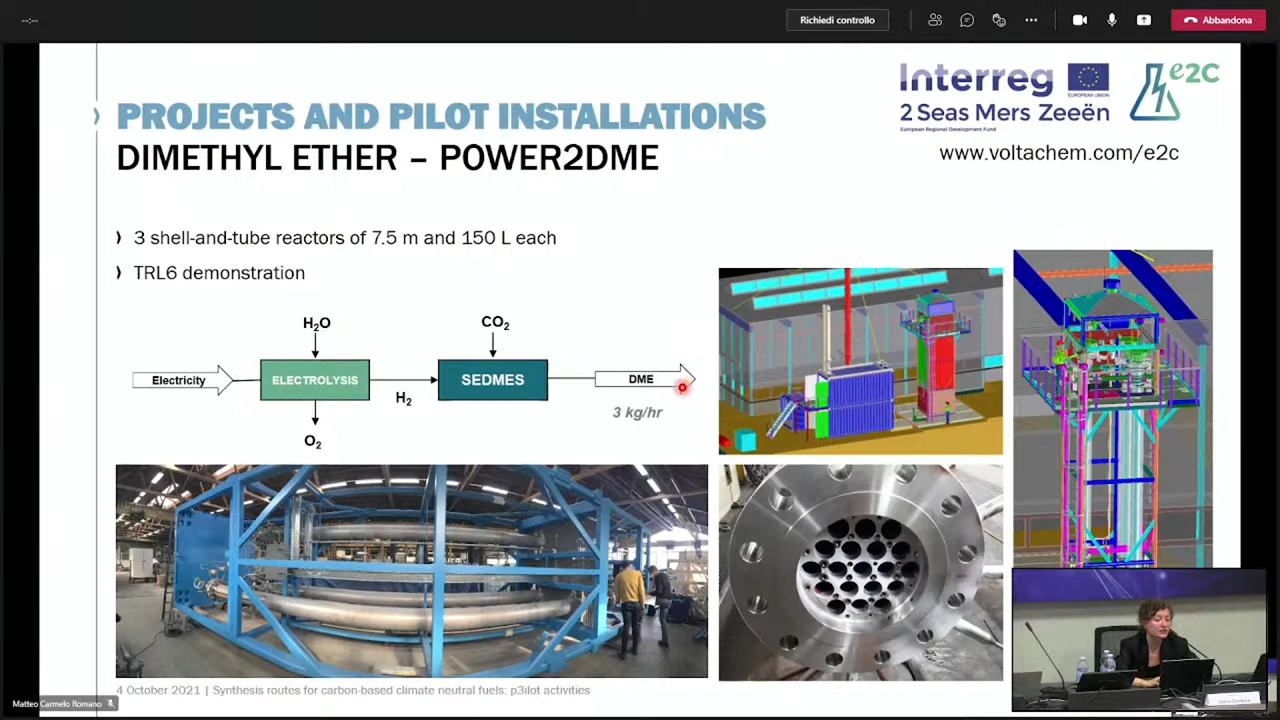 --:--
Richiedi controllo
Abbandona
PROJECTS AND PILOT INSTALLATIONS
DIMETHYL ETHER – POWER2DME
Interreg
EUROPEAN UNION
2 Seas Mers Zeeën
European Regional Development Fund
e2C
www.voltachem.com/e2c
3 shell-and-tube reactors of 7.5 m and 150 L each
TRL6 demonstration
H₂O
CO₂
Electricity
ELECTROLYSIS
SEDMES
DME
H₂
3 kg/hr
O₂
4 October 2021 | Synthesis routes for carbon-based climate neutral fuels: p3ilot activities
Matteo Carmelo Romano